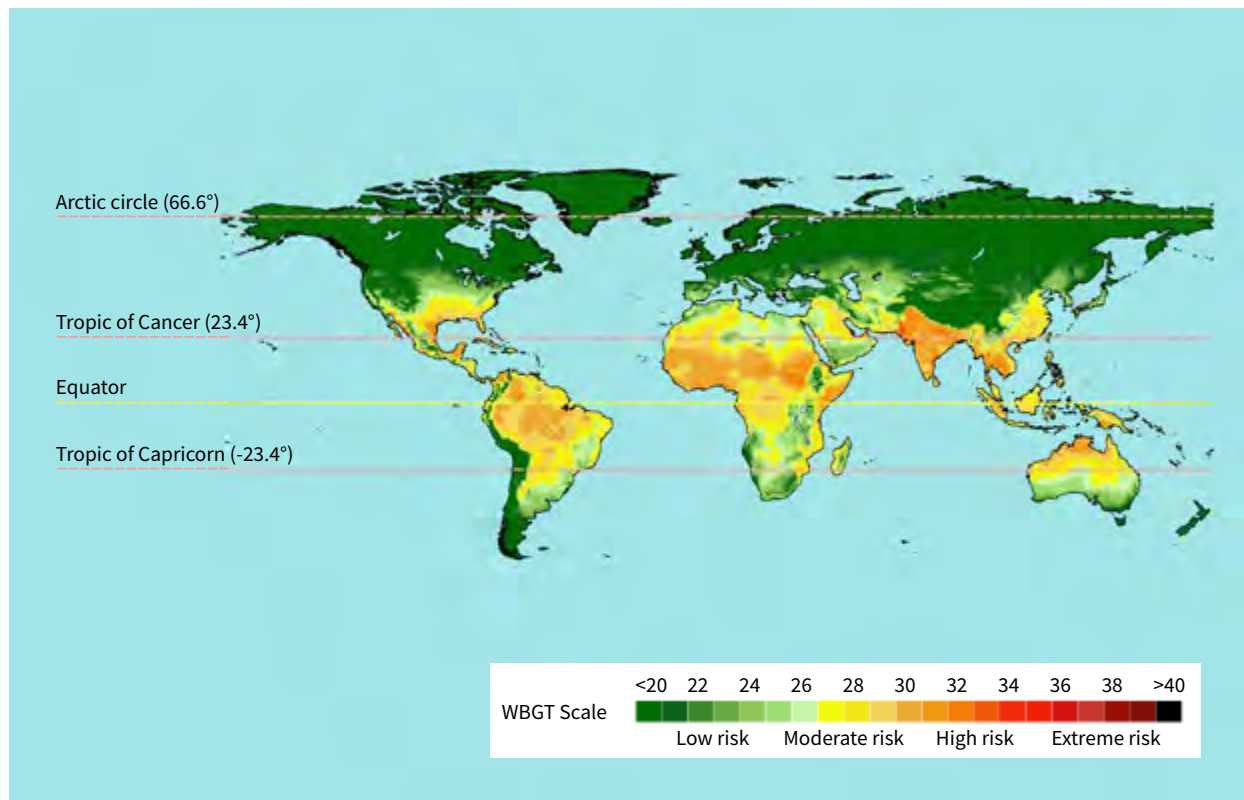 Arctic circle (66.6°)
Tropic of Cancer (23.4°)
Equator
Tropic of Capricorn (-23.4°)
<20 22 24 26 28 30 32 34 36 38 >40
WBGT Scale
Low risk Moderate risk High risk Extreme risk